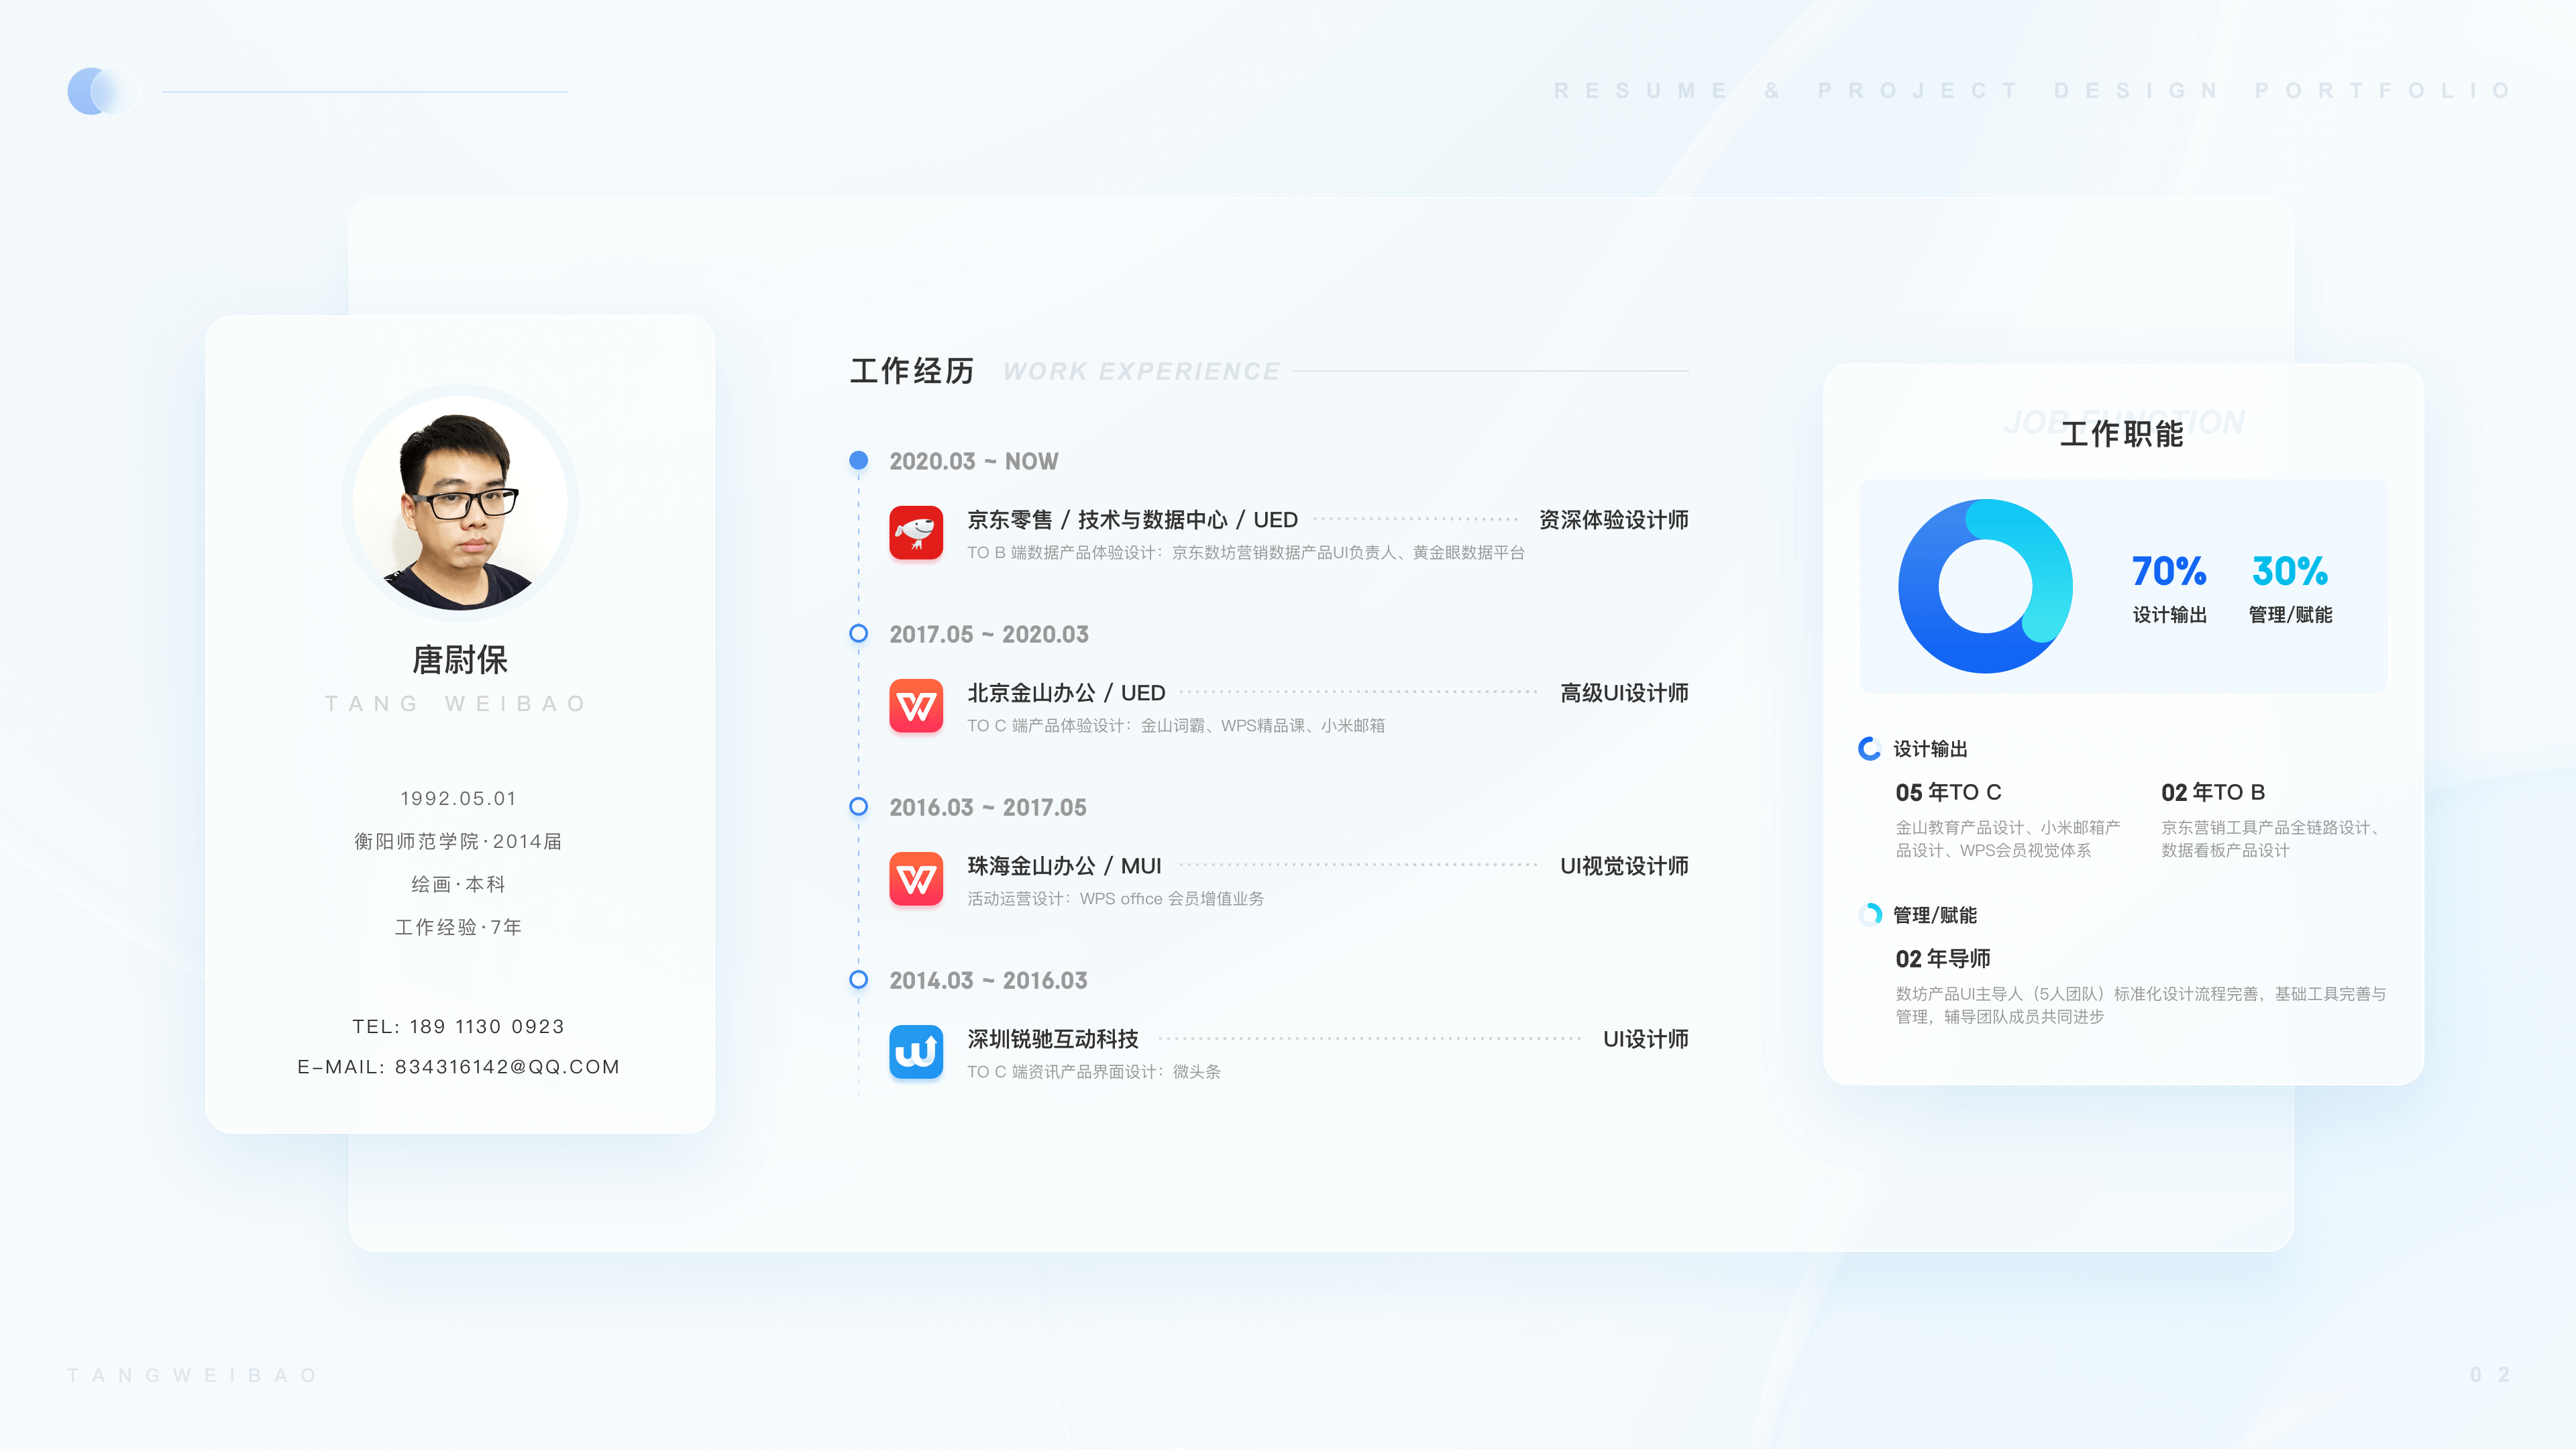 RESUME & PROJECT DESIGN PORTFOLIO
唐尉保
TANG WEIBAO
1992.05.01
衡阳师范学院·2014届
绘画·本科
工作经验·7年
TEL: 189 1130 0923
E-MAIL: 834316142@QQ.COM
工作经历 WORK EXPERIENCE
2020.03 ~ NOW
京东零售 / 技术与数据中心 / UED 资深体验设计师
TO B 端数据产品体验设计：京东数坊营销数据产品UI负责人、黄金眼数据平台
2017.05 ~ 2020.03
北京金山办公 / UED 高级UI设计师
TO C 端产品体验设计：金山词霸、WPS精品课、小米邮箱
2016.03 ~ 2017.05
珠海金山办公 / MUI UI视觉设计师
活动运营设计：WPS office 会员增值业务
2014.03 ~ 2016.03
深圳锐驰互动科技 UI设计师
TO C 端资讯产品界面设计：微头条
JOB FUNCTION
工作职能
70% 30%
设计输出 管理/赋能
设计输出
05 年TO C
金山教育产品设计、小米邮箱产
品设计、WPS会员视觉体系
02 年TO B
京东营销工具产品全链路设计、
数据看板产品设计
管理/赋能
02 年导师
数坊产品UI主导人（5人团队）标准化设计流程完善，基础工具完善与
管理，辅导团队成员共同进步
TANGWEIBAO
02